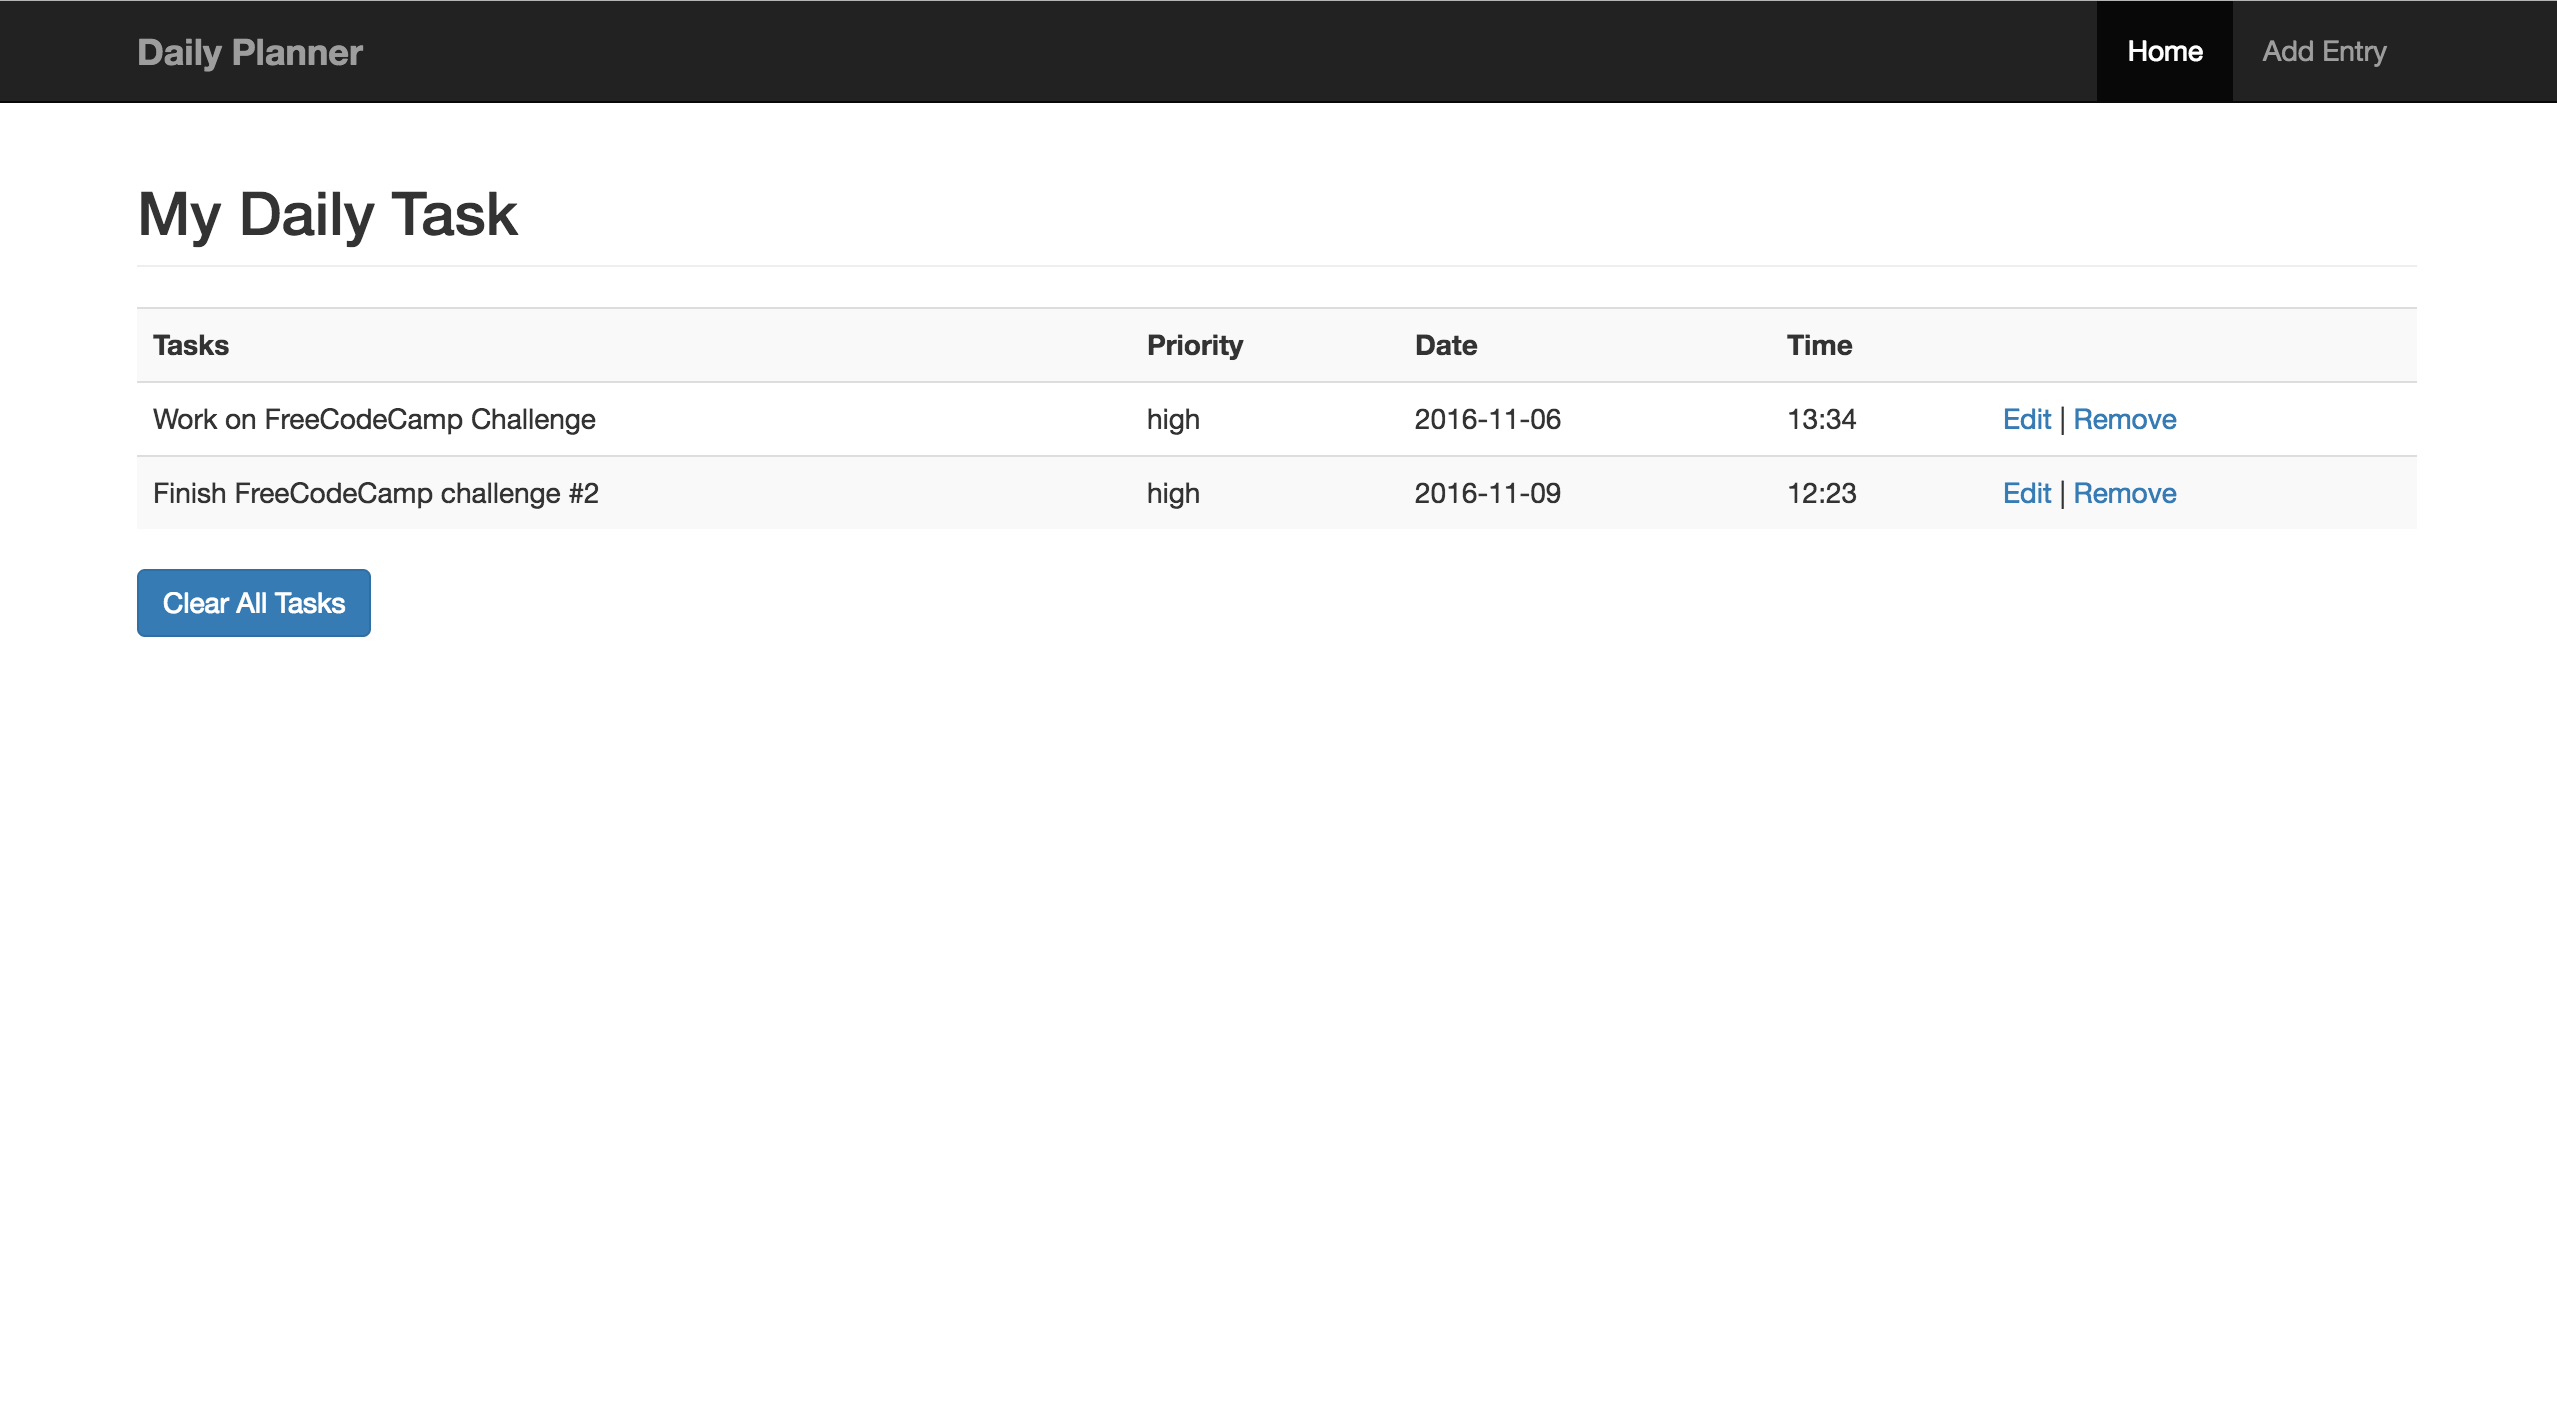 Daily Planner Home Add Entry
My Daily Task
Tasks Priority Date Time
Work on FreeCodeCamp Challenge high 2016-11-06 13:34 Edit | Remove
Finish FreeCodeCamp challenge #2 high 2016-11-09 12:23 Edit | Remove
Clear All Tasks